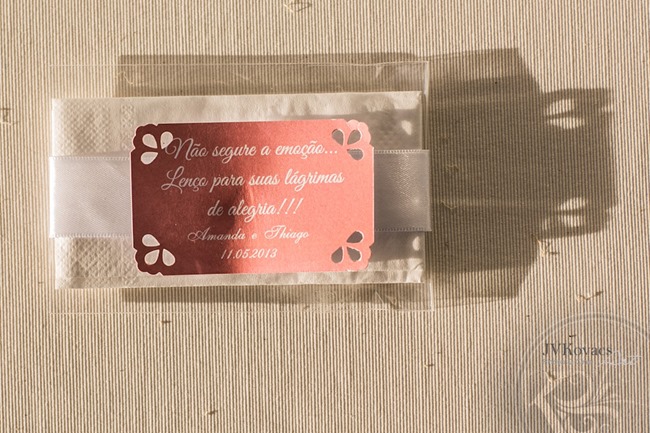 Não segure a emoção...
Lenço para suas lágrimas
de alegria!!!
Amanda e Thiago
11.05.2013
JVKovacs